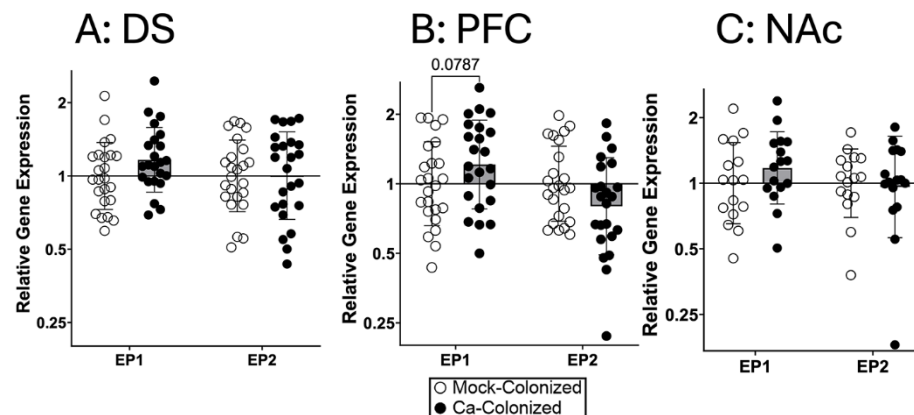 A: DS
Relative Gene Expression
2
1
0.5
0.25
EP1 EP2
B: PFC
0.0787
Relative Gene Expression
2
1
0.5
0.25
EP1 EP2
C: NAc
Relative Gene Expression
2
1
0.5
0.25
EP1 EP2
Mock-Colonized
Ca-Colonized